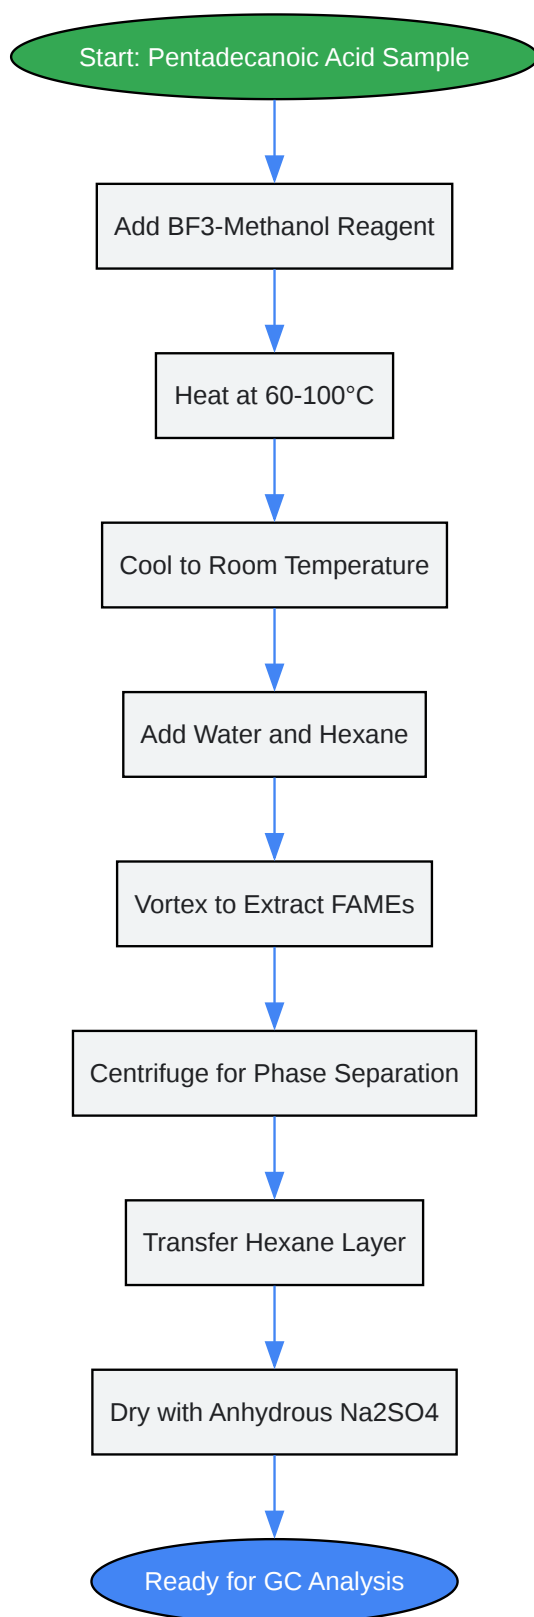 Start: Pentadecanoic Acid Sample
Add BF3-Methanol Reagent
Heat at 60-100°C
Cool to Room Temperature
Add Water and Hexane
Vortex to Extract FAMEs
Centrifuge for Phase Separation
Transfer Hexane Layer
Dry with Anhydrous Na2SO4
Ready for GC Analysis